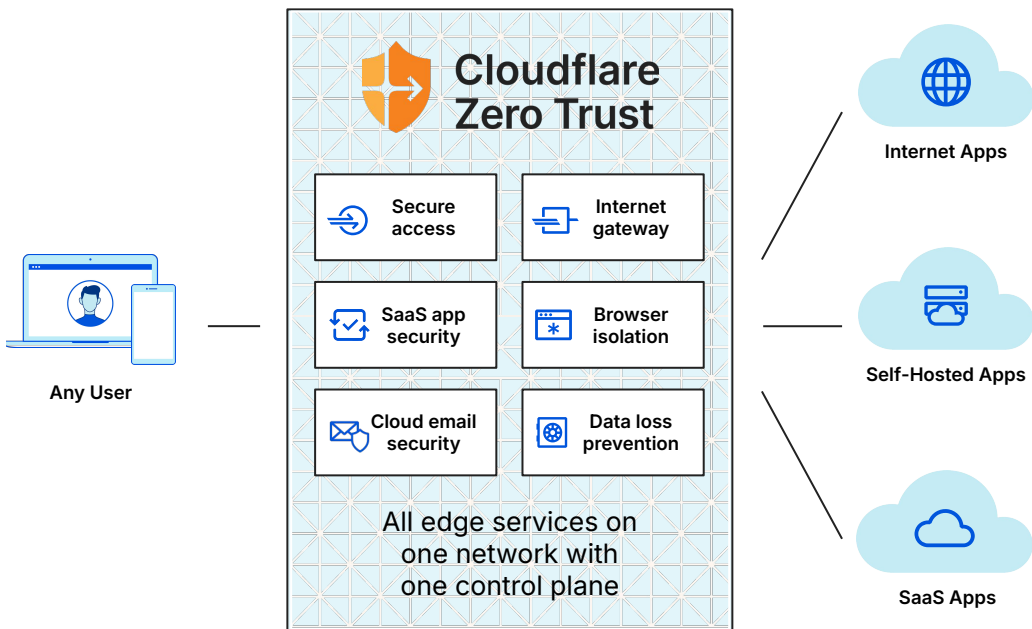 Cloudflare
Zero Trust
Secure
access
Internet
gateway
SaaS app
security
Browser
isolation
Cloud email
security
Data loss
prevention
All edge services on
one network with
one control plane
Any User
Internet Apps
Self-Hosted Apps
SaaS Apps